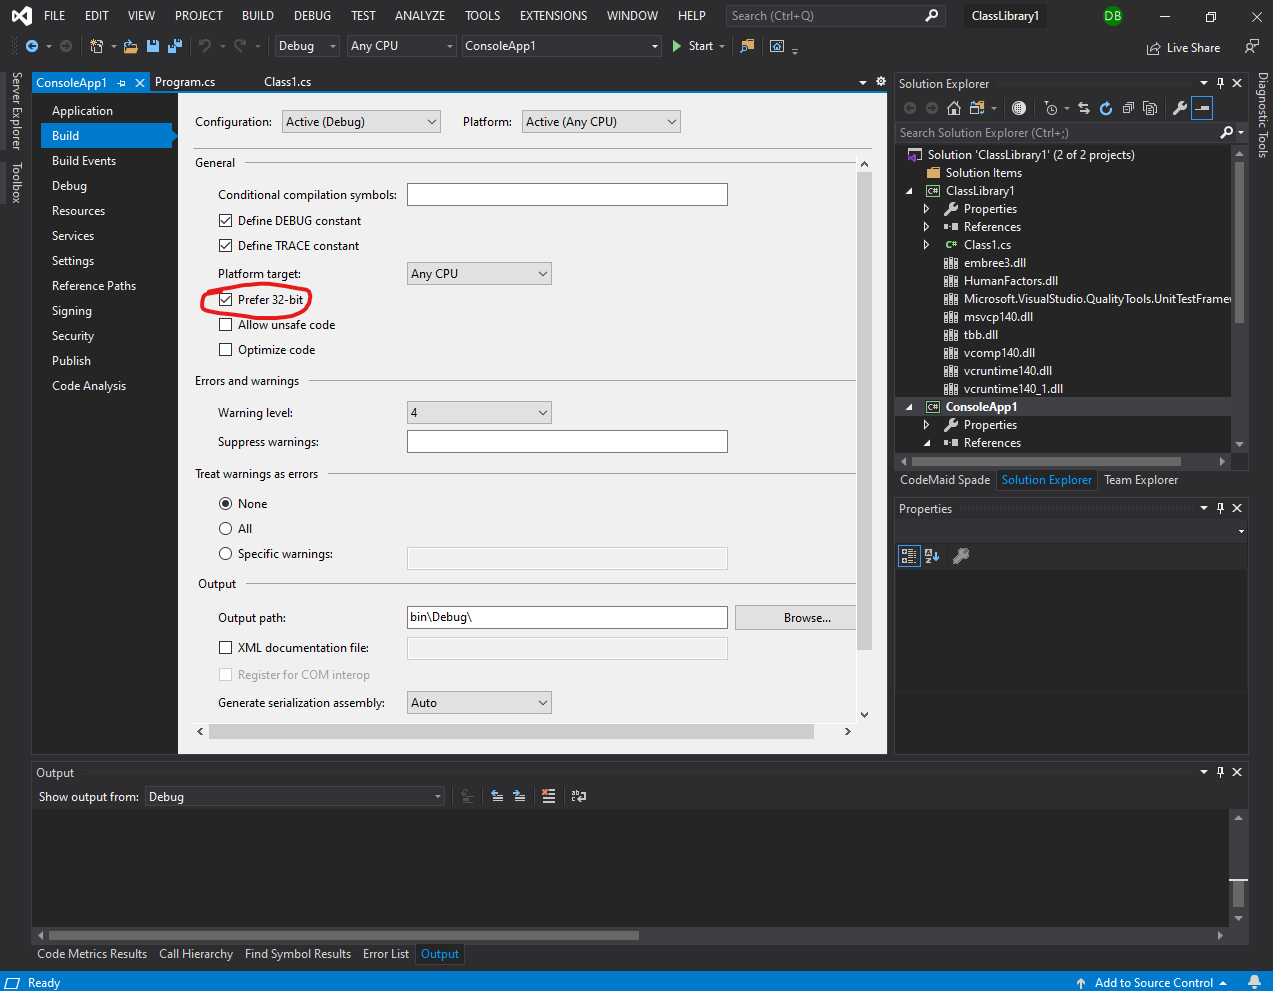 FILE EDIT VIEW PROJECT BUILD DEBUG TEST ANALYZE TOOLS EXTENSIONS WINDOW HELP Search (Ctrl+Q) ClassLibrary1 DB
Debug Any CPU ConsoleApp1 Start Live Share
Server Explorer
Toolbox
ConsoleApp1 Program.cs Class1.cs
Application
Build
Build Events
Debug
Resources
Services
Settings
Reference Paths
Signing
Security
Publish
Code Analysis
Configuration: Active (Debug) Platform: Active (Any CPU)
General
Conditional compilation symbols:
Define DEBUG constant
Define TRACE constant
Platform target: Any CPU
Prefer 32-bit
Allow unsafe code
Optimize code
Errors and warnings
Warning level: 4
Suppress warnings:
Treat warnings as errors
None
All
Specific warnings:
Output
Output path: bin\Debug\ Browse...
XML documentation file:
Register for COM interop
Generate serialization assembly: Auto
Solution Explorer
Search Solution Explorer (Ctrl+;)
Solution 'ClassLibrary1' (2 of 2 projects)
Solution Items
C# ClassLibrary1
Properties
References
C# Class1.cs
embree3.dll
HumanFactors.dll
Microsoft.VisualStudio.QualityTools.UnitTestFramew
msvcp140.dll
tbb.dll
vcomp140.dll
vcruntime140.dll
vcruntime140_1.dll
C# ConsoleApp1
Properties
References
CodeMaid Spade Solution Explorer Team Explorer
Properties
Diagnostic Tools
Output
Show output from: Debug
Code Metrics Results Call Hierarchy Find Symbol Results Error List Output
Ready Add to Source Control